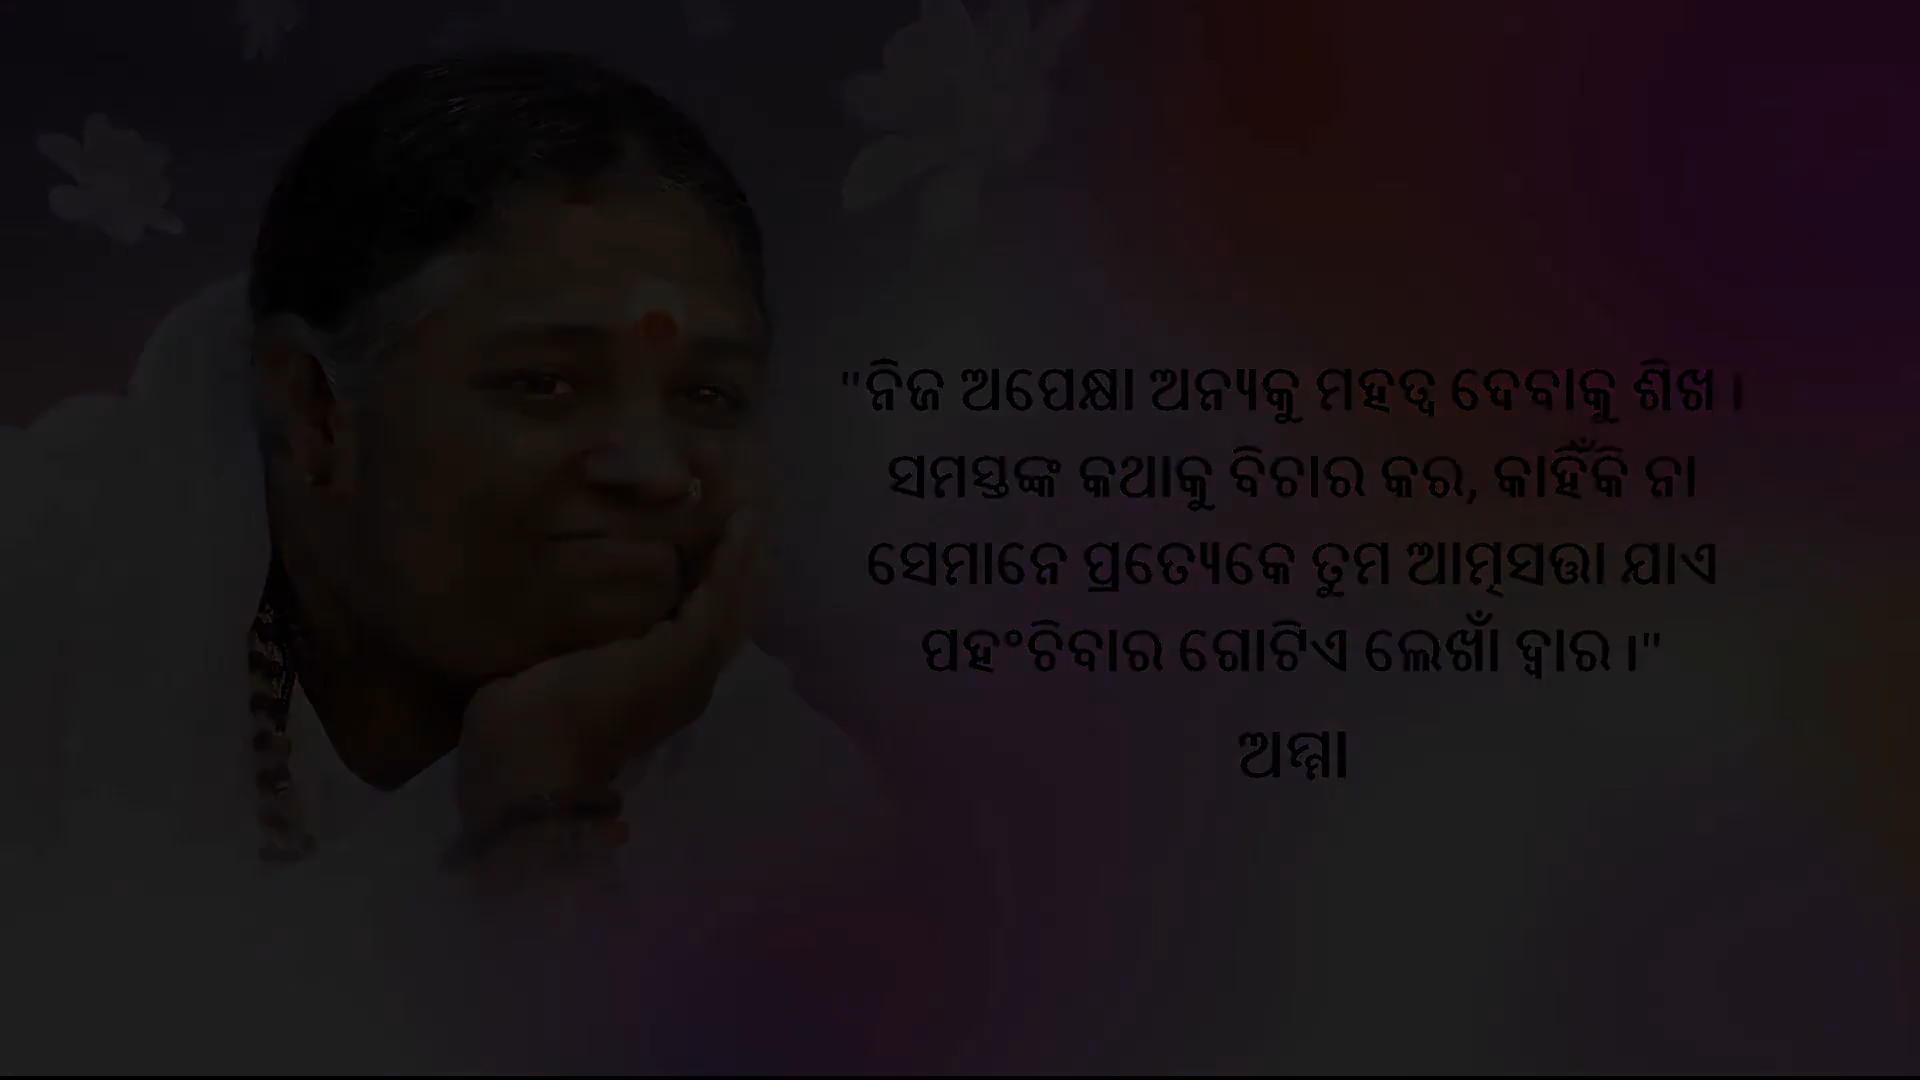 "ନିଜ ଅପେକ୍ଷା ଅନ୍ୟକୁ ମହତ୍ୱ ଦେବାକୁ ଶିଖ ।
ସମସ୍ତଙ୍କ କଥାକୁ ବିଚାର କର, କାହିଁକି ନା
ସେମାନେ ପ୍ରତ୍ୟେକେ ତୁମ ଆତ୍ମସତ୍ତା ଯାଏ
ପହଂଚିବାର ଗୋଟିଏ ଲେଖାଁ ଦ୍ୱାର ।"
ଅମ୍ମା